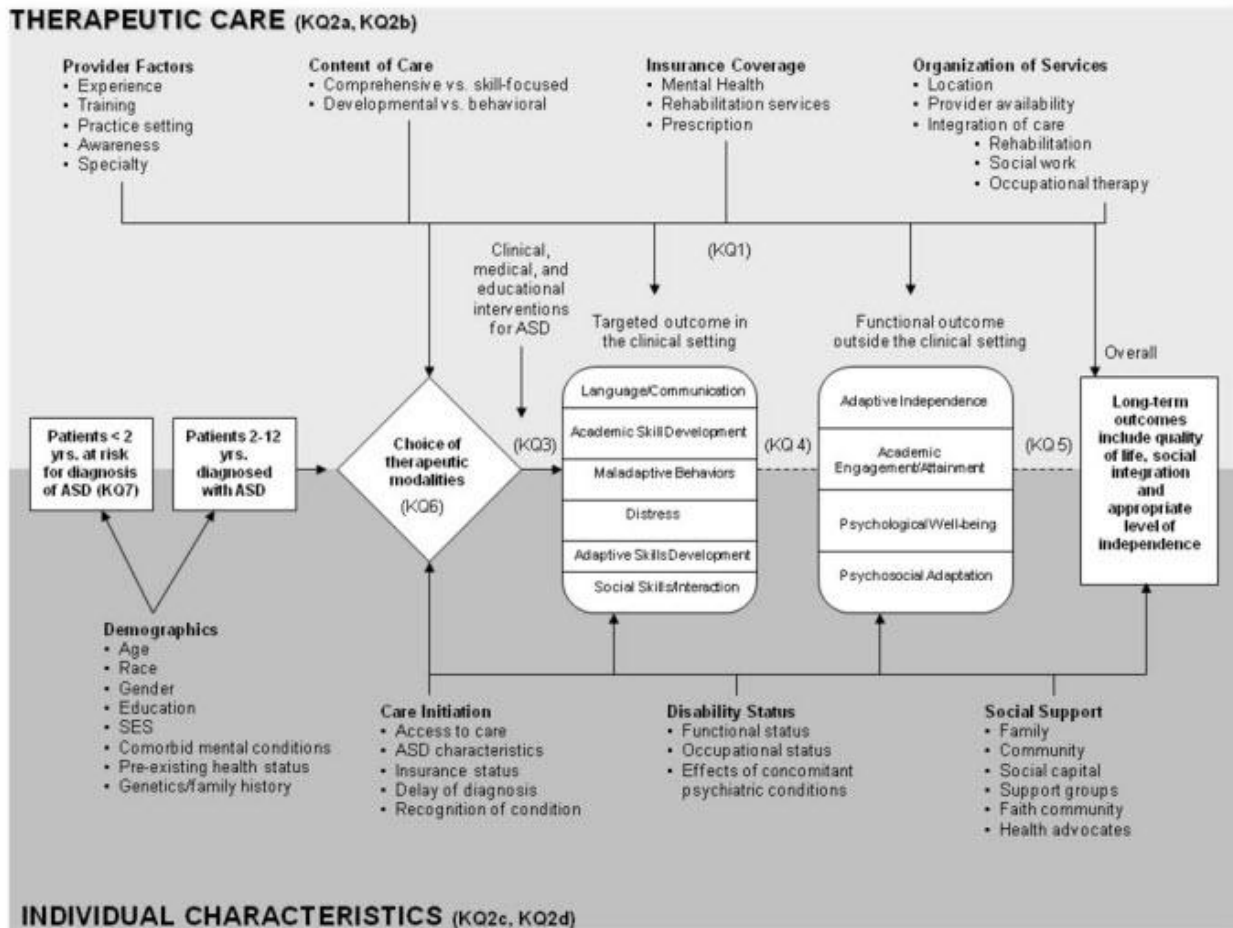 THERAPEUTIC CARE (KQ2a, KQ2b)
Provider Factors
• Experience
• Training
• Practice setting
• Awareness
• Specialty
Content of Care
• Comprehensive vs. skill-focused
• Developmental vs. behavioral
Insurance Coverage
• Mental Health
• Rehabilitation services
• Prescription
Organization of Services
• Location
• Provider availability
• Integration of care
• Rehabilitation
• Social work
• Occupational therapy
(KQ1)
Clinical,
medical, and
educational
interventions
for ASD
Targeted outcome in
the clinical setting
Functional outcome
outside the clinical setting
Overall
Patients < 2
yrs. at risk
for diagnosis
of ASD (KQ7)
Patients 2-12
yrs.
diagnosed
with ASD
Choice of
therapeutic
modalities
(KQ6)
(KQ3)
Language/Communication
Academic Skill Development
Maladaptive Behaviors
Distress
Adaptive Skills Development
Social Skills/Interaction
(KQ 4)
Adaptive Independence
Academic
Engagement/Attainment
Psychological Well-being
Psychosocial Adaptation
(KQ 5)
Long-term
outcomes
include quality
of life, social
integration
and
appropriate
level of
independence
Demographics
• Age
• Race
• Gender
• Education
• SES
• Comorbid mental conditions
• Pre-existing health status
• Genetics/family history
Care Initiation
• Access to care
• ASD characteristics
• Insurance status
• Delay of diagnosis
• Recognition of condition
Disability Status
• Functional status
• Occupational status
• Effects of concomitant
psychiatric conditions
Social Support
• Family
• Community
• Social capital
• Support groups
• Faith community
• Health advocates
INDIVIDUAL CHARACTERISTICS (KQ2c, KQ2d)